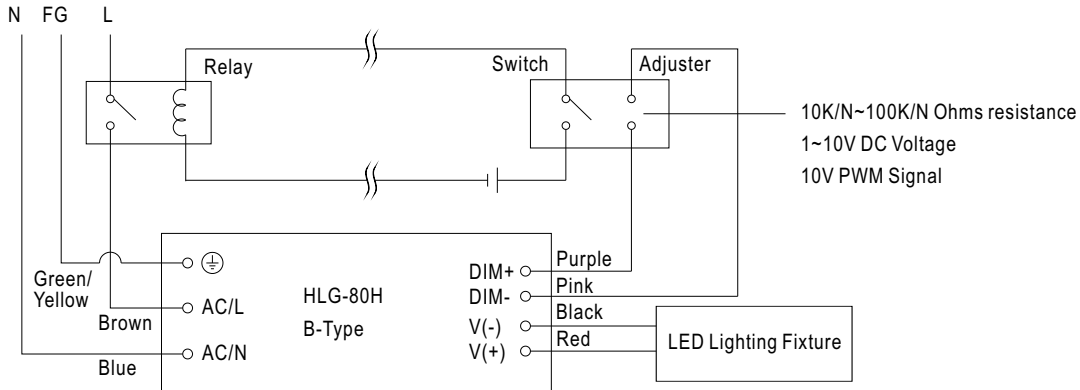 N FG L
Relay
Switch
Adjuster
10K/N~100K/N Ohms resistance
1~10V DC Voltage
10V PWM Signal
Green/
Yellow
Brown
Blue
AC/L
AC/N
HLG-80H
B-Type
DIM+
DIM-
V(-)
V(+)
Purple
Pink
Black
Red
LED Lighting Fixture